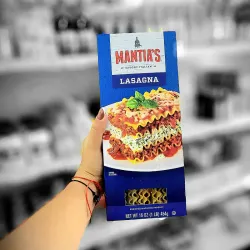 MANTIA'S
LASAGNA
NET WT 16 OZ (1 LB) 454g